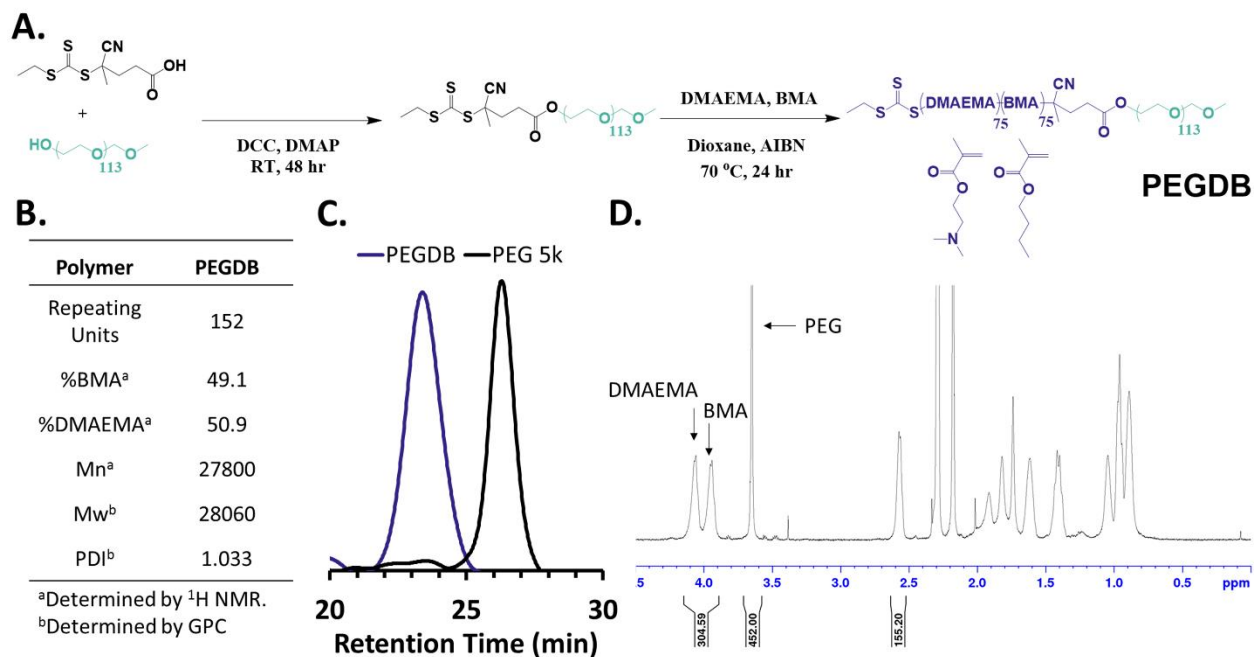 A.
S
CN
S
S
OH
O
+
HO
O
113
O
DCC, DMAP
RT, 48 hr
S
CN
S
S
O
O
O
113
O
DMAEMA, BMA
Dioxane, AIBN
70 °C, 24 hr
S
CN
S
S
DMAEMA
75
BMA
75
O
O
O
113
O
O
O
N
O
O
PEGDB
B.
Polymer PEGDB
Repeating
Units 152
%BMAᵃ 49.1
%DMAEMAᵃ 50.9
Mnᵃ 27800
Mwᵇ 28060
PDIᵇ 1.033
ᵃDetermined by ¹H NMR.
ᵇDetermined by GPC
C.
PEGDB PEG 5k
20 25 30
Retention Time (min)
D.
PEG
DMAEMA
BMA
.5 4.0 3.5 3.0 2.5 2.0 1.5 1.0 0.5 ppm
304.59
452.00
155.20